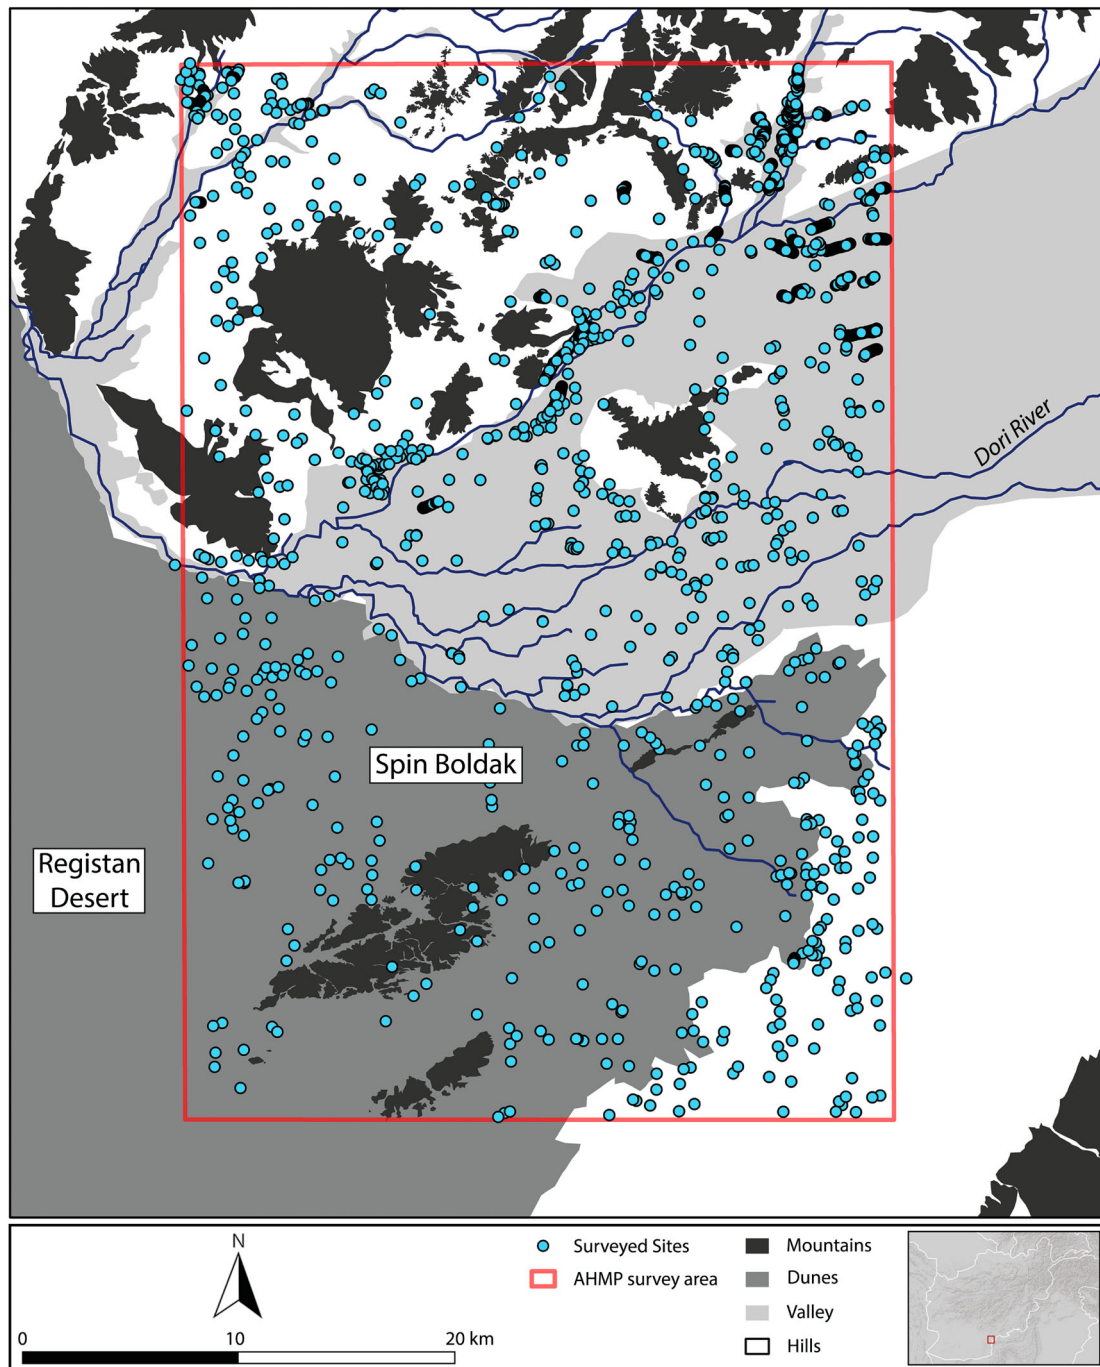 Dori River
Spin Boldak
Registan
Desert
N
0 10 20 km
Surveyed Sites
AHMP survey area
Mountains
Dunes
Valley
Hills